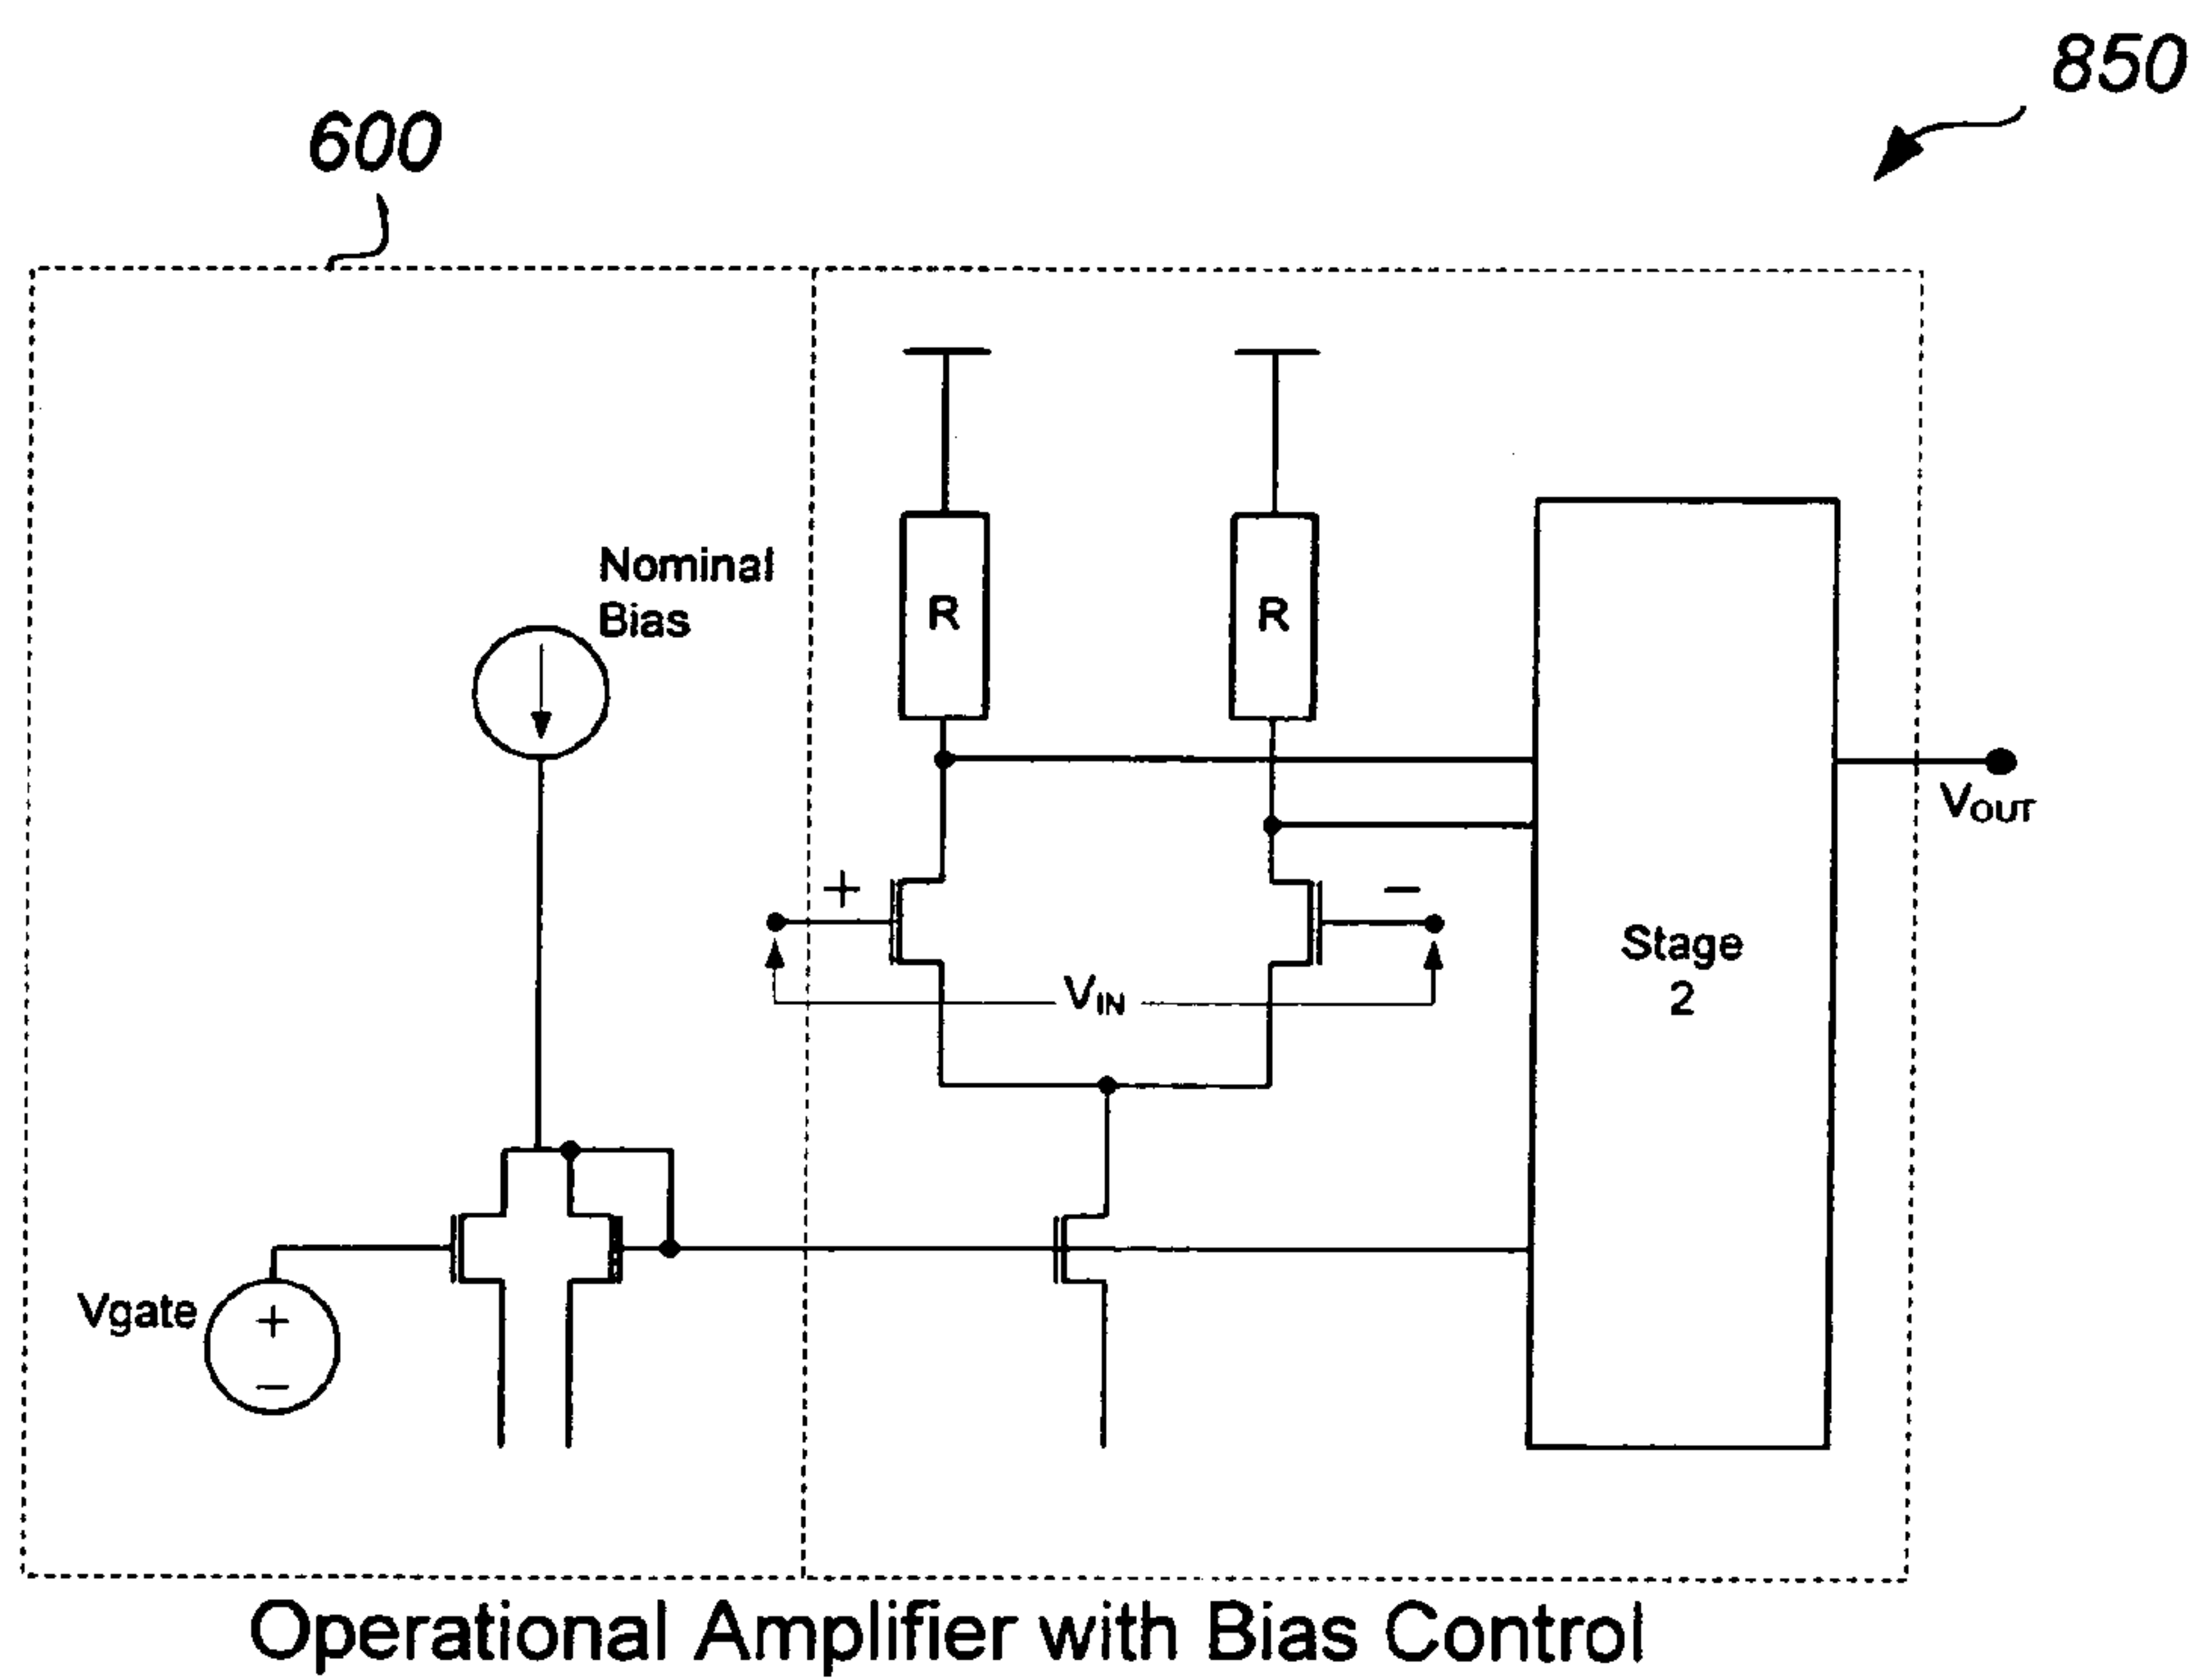 850
600
Nominal
Bias
R
R
VOUT
+
−
VIN
Stage
2
Vgate
+
−
Operational Amplifier with Bias Control